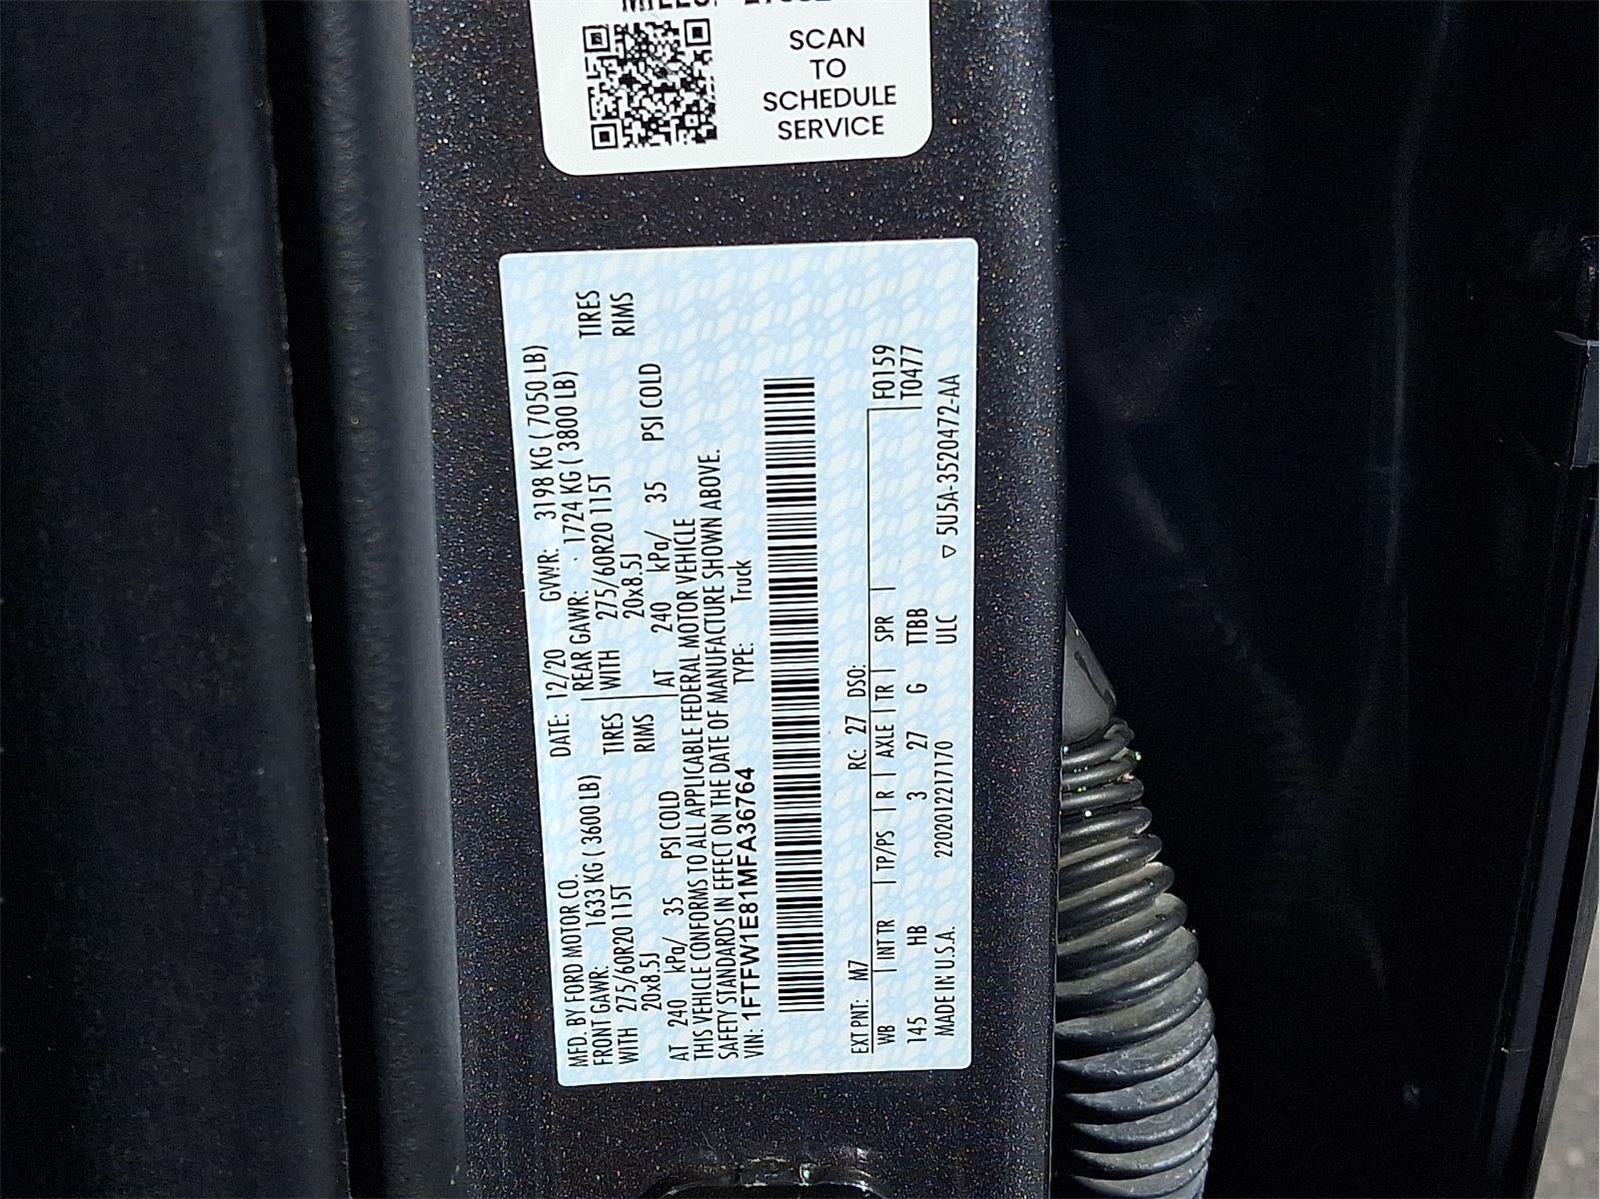 MILES:
SCAN
TO
SCHEDULE
SERVICE
MFD. BY FORD MOTOR CO.
DATE: 12/20 GVWR: 3198 KG ( 7050 LB)
FRONT GAWR: 1633 KG ( 3600 LB)
REAR GAWR: 1724 KG ( 3800 LB)
WITH 275/60R20 115T TIRES
WITH 275/60R20 115T TIRES
20x8.5J RIMS
20x8.5J RIMS
AT 240 kPa/ 35 PSI COLD
AT 240 kPa/ 35 PSI COLD
THIS VEHICLE CONFORMS TO ALL APPLICABLE FEDERAL MOTOR VEHICLE
SAFETY STANDARDS IN EFFECT ON THE DATE OF MANUFACTURE SHOWN ABOVE.
VIN: 1FTFW1E81MFA36764 TYPE: Truck
EXT PNT: M7 RC: 27 DSO: F0159
WB | INT TR | TP/PS | R | AXLE | TR | SPR | T0477
145 HB 3 27 G TTBB
MADE IN U.S.A. 22020122217170 ULC ▽ 5U5A-3520472-AA